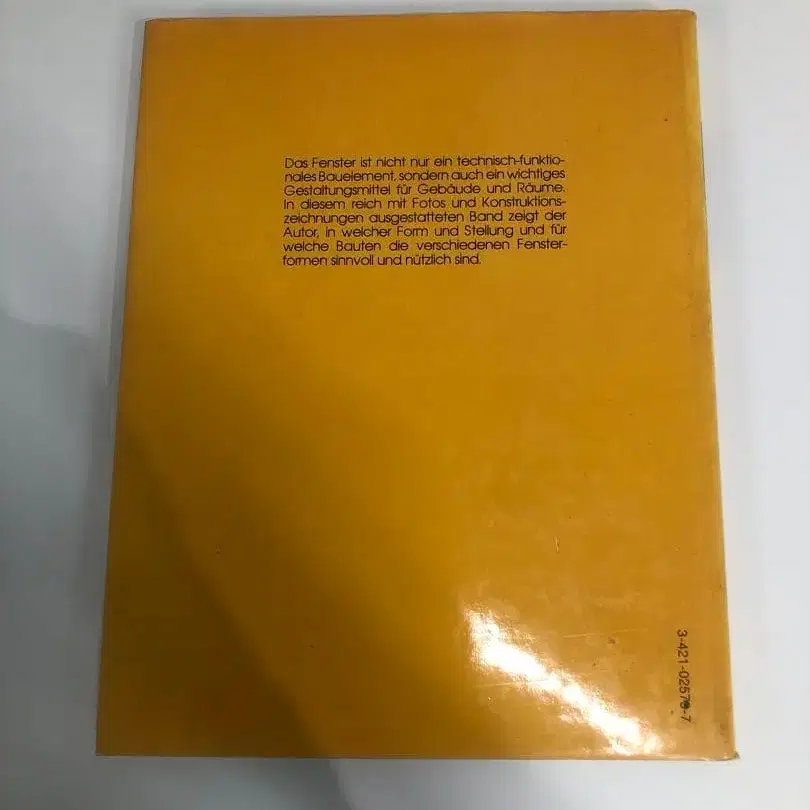 Das Fenster ist nicht nur ein technisch-funktio-
nales Bauelement, sondern auch ein wichtiges
Gestaltungsmittel für Gebäude und Räume.
In diesem reich mit Fotos und Konstruktions-
zeichnungen ausgestatteten Band zeigt der
Autor, in welcher Form und Stellung und für
welche Bauten die verschiedenen Fenster-
formen sinnvoll und nützlich sind.